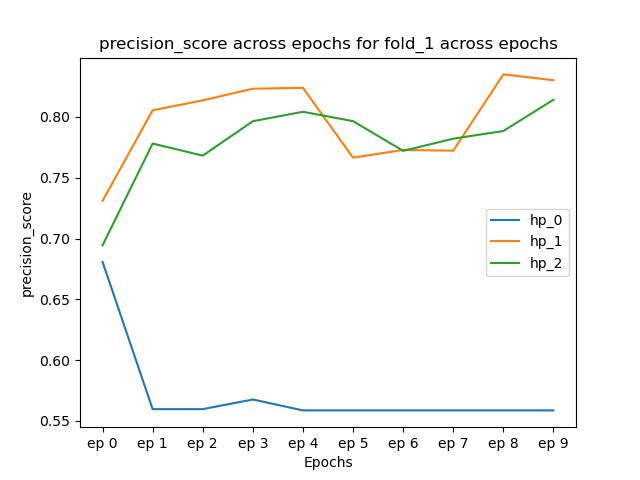 precision_score across epochs for fold_1 across epochs
precision_score
0.80
0.75
0.70
0.65
0.60
0.55
hp_0
hp_1
hp_2
ep 0 ep 1 ep 2 ep 3 ep 4 ep 5 ep 6 ep 7 ep 8 ep 9
Epochs